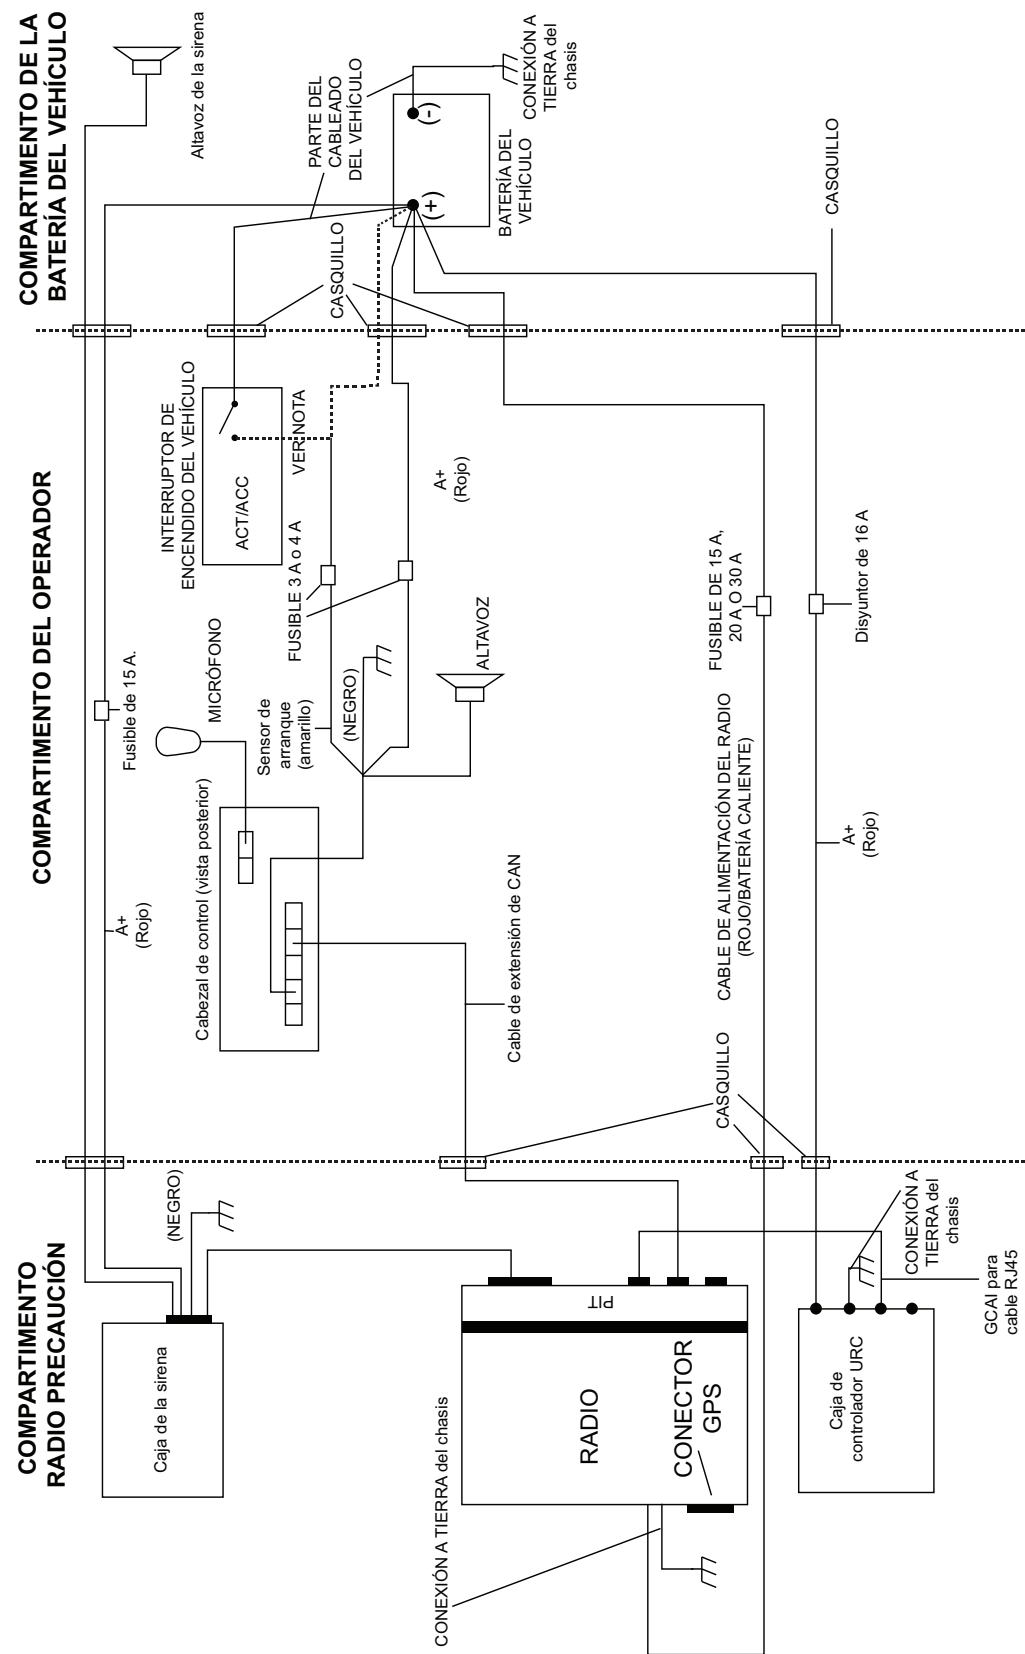 COMPARTIMENTO DE LA
BATERÍA DEL VEHÍCULO
COMPARTIMENTO DEL OPERADOR
COMPARTIMENTO
RADIO PRECAUCIÓN
Altavoz de la sirena
PARTE DEL
CABLEADO
DEL VEHÍCULO
CONEXIÓN A
TIERRA del
chasis
(-)
(+)
BATERÍA DEL
VEHÍCULO
CASQUILLO
CASQUILLO
INTERRUPTOR DE
ENCENDIDO DEL VEHÍCULO
ACT/ACC
VER NOTA
A+
(Rojo)
FUSIBLE 3 A o 4 A
Fusible de 15 A.
MICRÓFONO
Sensor de
arranque
(amarillo)
(NEGRO)
ALTAVOZ
FUSIBLE DE 15 A,
20 A O 30 A
Disyuntor de 16 A
A+
(Rojo)
Cabezal de control (vista posterior)
Cable de extensión de CAN
CABLE DE ALIMENTACIÓN DEL RADIO
(ROJO/BATERÍA CALIENTE)
A+
(Rojo)
CASQUILLO
(NEGRO)
Caja de la sirena
PIT
RADIO
CONECTOR
GPS
CONEXIÓN A TIERRA del chasis
CONEXIÓN A
TIERRA del
chasis
GCAI para
cable RJ45
Caja de
controlador URC